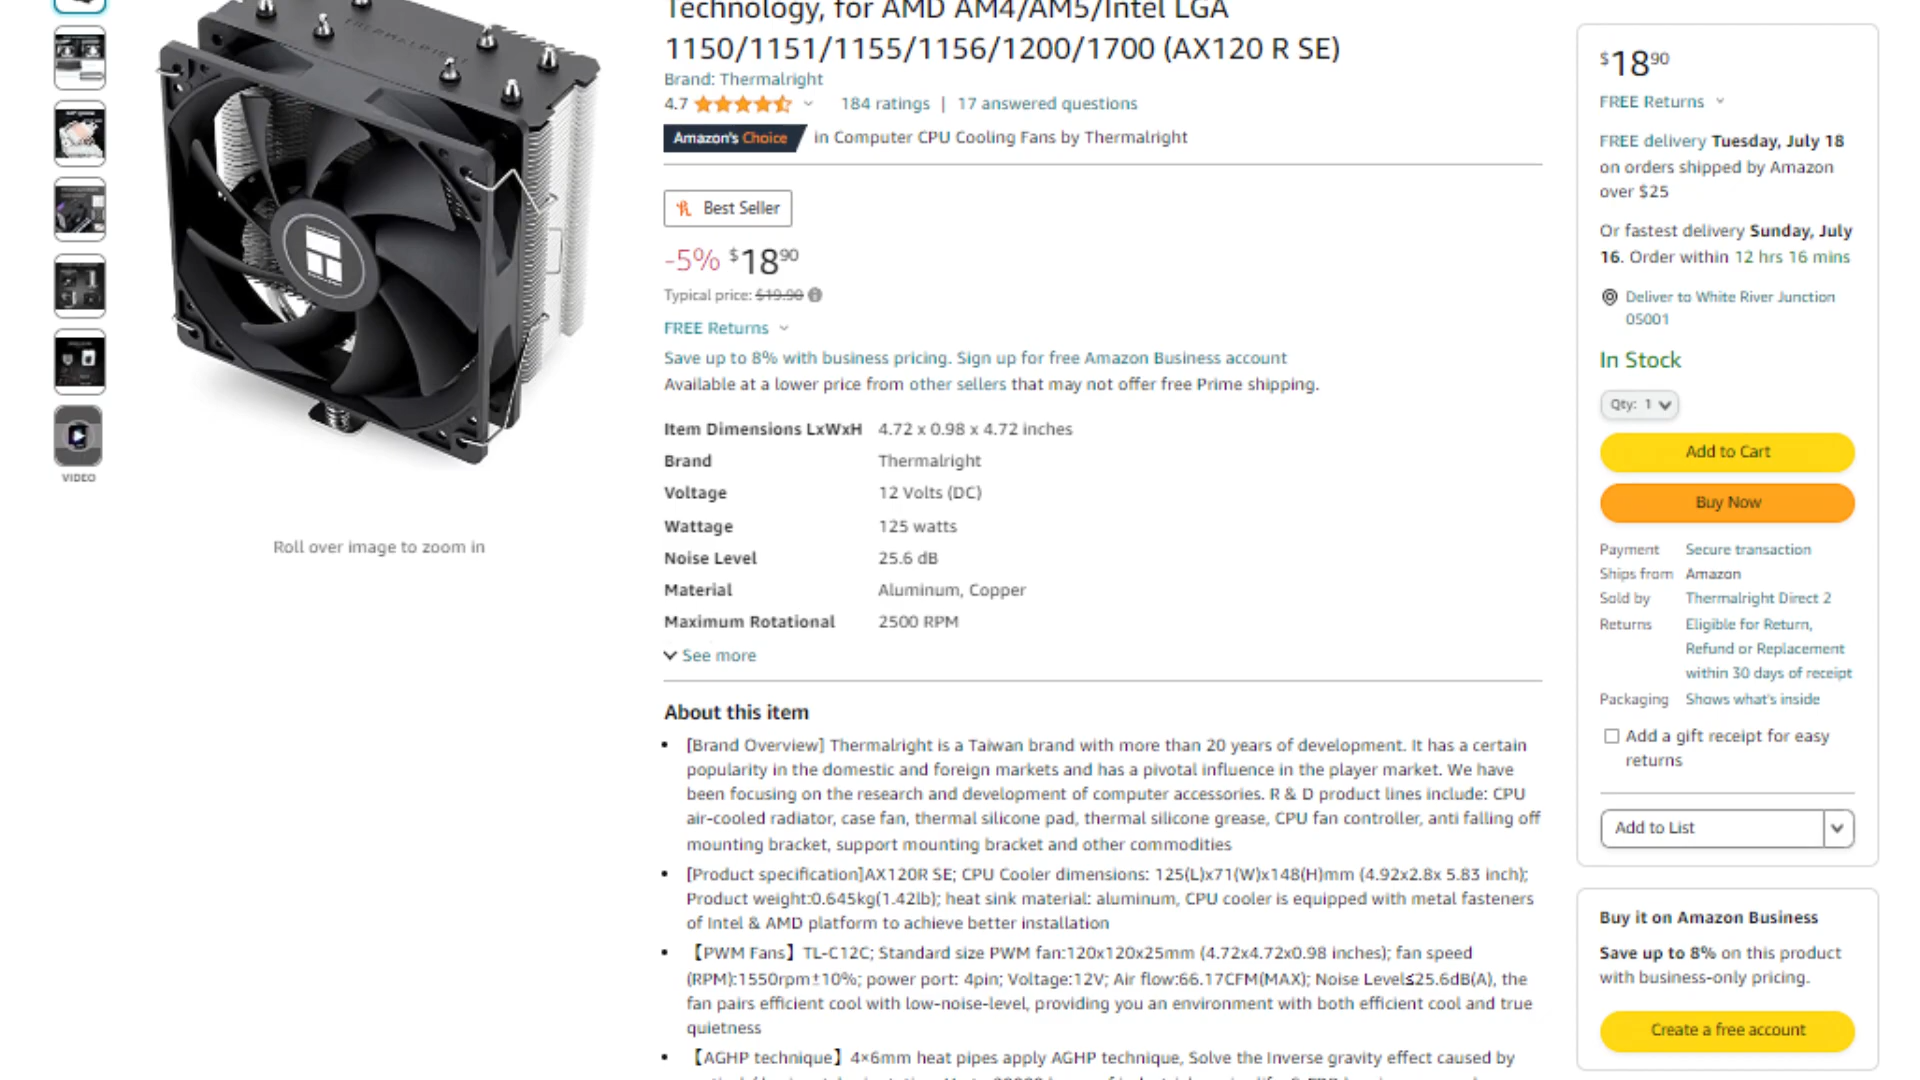 Technology, for AMD AM4/AM5/Intel LGA
1150/1151/1155/1156/1200/1700 (AX120 R SE)
Brand: Thermalright
4.7 184 ratings | 17 answered questions
Amazon's Choice in Computer CPU Cooling Fans by Thermalright
Best Seller
-5% $18 90
Typical price: $19.90
FREE Returns
Save up to 8% with business pricing. Sign up for free Amazon Business account
Available at a lower price from other sellers that may not offer free Prime shipping.
Item Dimensions LxWxH 4.72 x 0.98 x 4.72 inches
Brand Thermalright
Voltage 12 Volts (DC)
Wattage 125 watts
Noise Level 25.6 dB
Material Aluminum, Copper
Maximum Rotational 2500 RPM
See more
VIDEO
Roll over image to zoom in
About this item
• [Brand Overview] Thermalright is a Taiwan brand with more than 20 years of development. It has a certain
popularity in the domestic and foreign markets and has a pivotal influence in the player market. We have
been focusing on the research and development of computer accessories. R & D product lines include: CPU
air-cooled radiator, case fan, thermal silicone pad, thermal silicone grease, CPU fan controller, anti falling off
mounting bracket, support mounting bracket and other commodities
• [Product specification]AX120R SE; CPU Cooler dimensions: 125(L)x71(W)x148(H)mm (4.92x2.8x 5.83 inch);
Product weight:0.645kg(1.42lb); heat sink material: aluminum, CPU cooler is equipped with metal fasteners
of Intel & AMD platform to achieve better installation
• 【PWM Fans】TL-C12C; Standard size PWM fan:120x120x25mm (4.72x4.72x0.98 inches); fan speed
(RPM):1550rpm±10%; power port: 4pin; Voltage:12V; Air flow:66.17CFM(MAX); Noise Level≤25.6dB(A), the
fan pairs efficient cool with low-noise-level, providing you an environment with both efficient cool and true
quietness
• 【AGHP technique】4×6mm heat pipes apply AGHP technique, Solve the Inverse gravity effect caused by
$18 90
FREE Returns
FREE delivery Tuesday, July 18
on orders shipped by Amazon
over $25
Or fastest delivery Sunday, July
16. Order within 12 hrs 16 mins
Deliver to White River Junction
05001
In Stock
Qty: 1
Add to Cart
Buy Now
Payment Secure transaction
Ships from Amazon
Sold by Thermalright Direct 2
Returns Eligible for Return,
Refund or Replacement
within 30 days of receipt
Packaging Shows what's inside
Add a gift receipt for easy
returns
Add to List
Buy it on Amazon Business
Save up to 8% on this product
with business-only pricing.
Create a free account